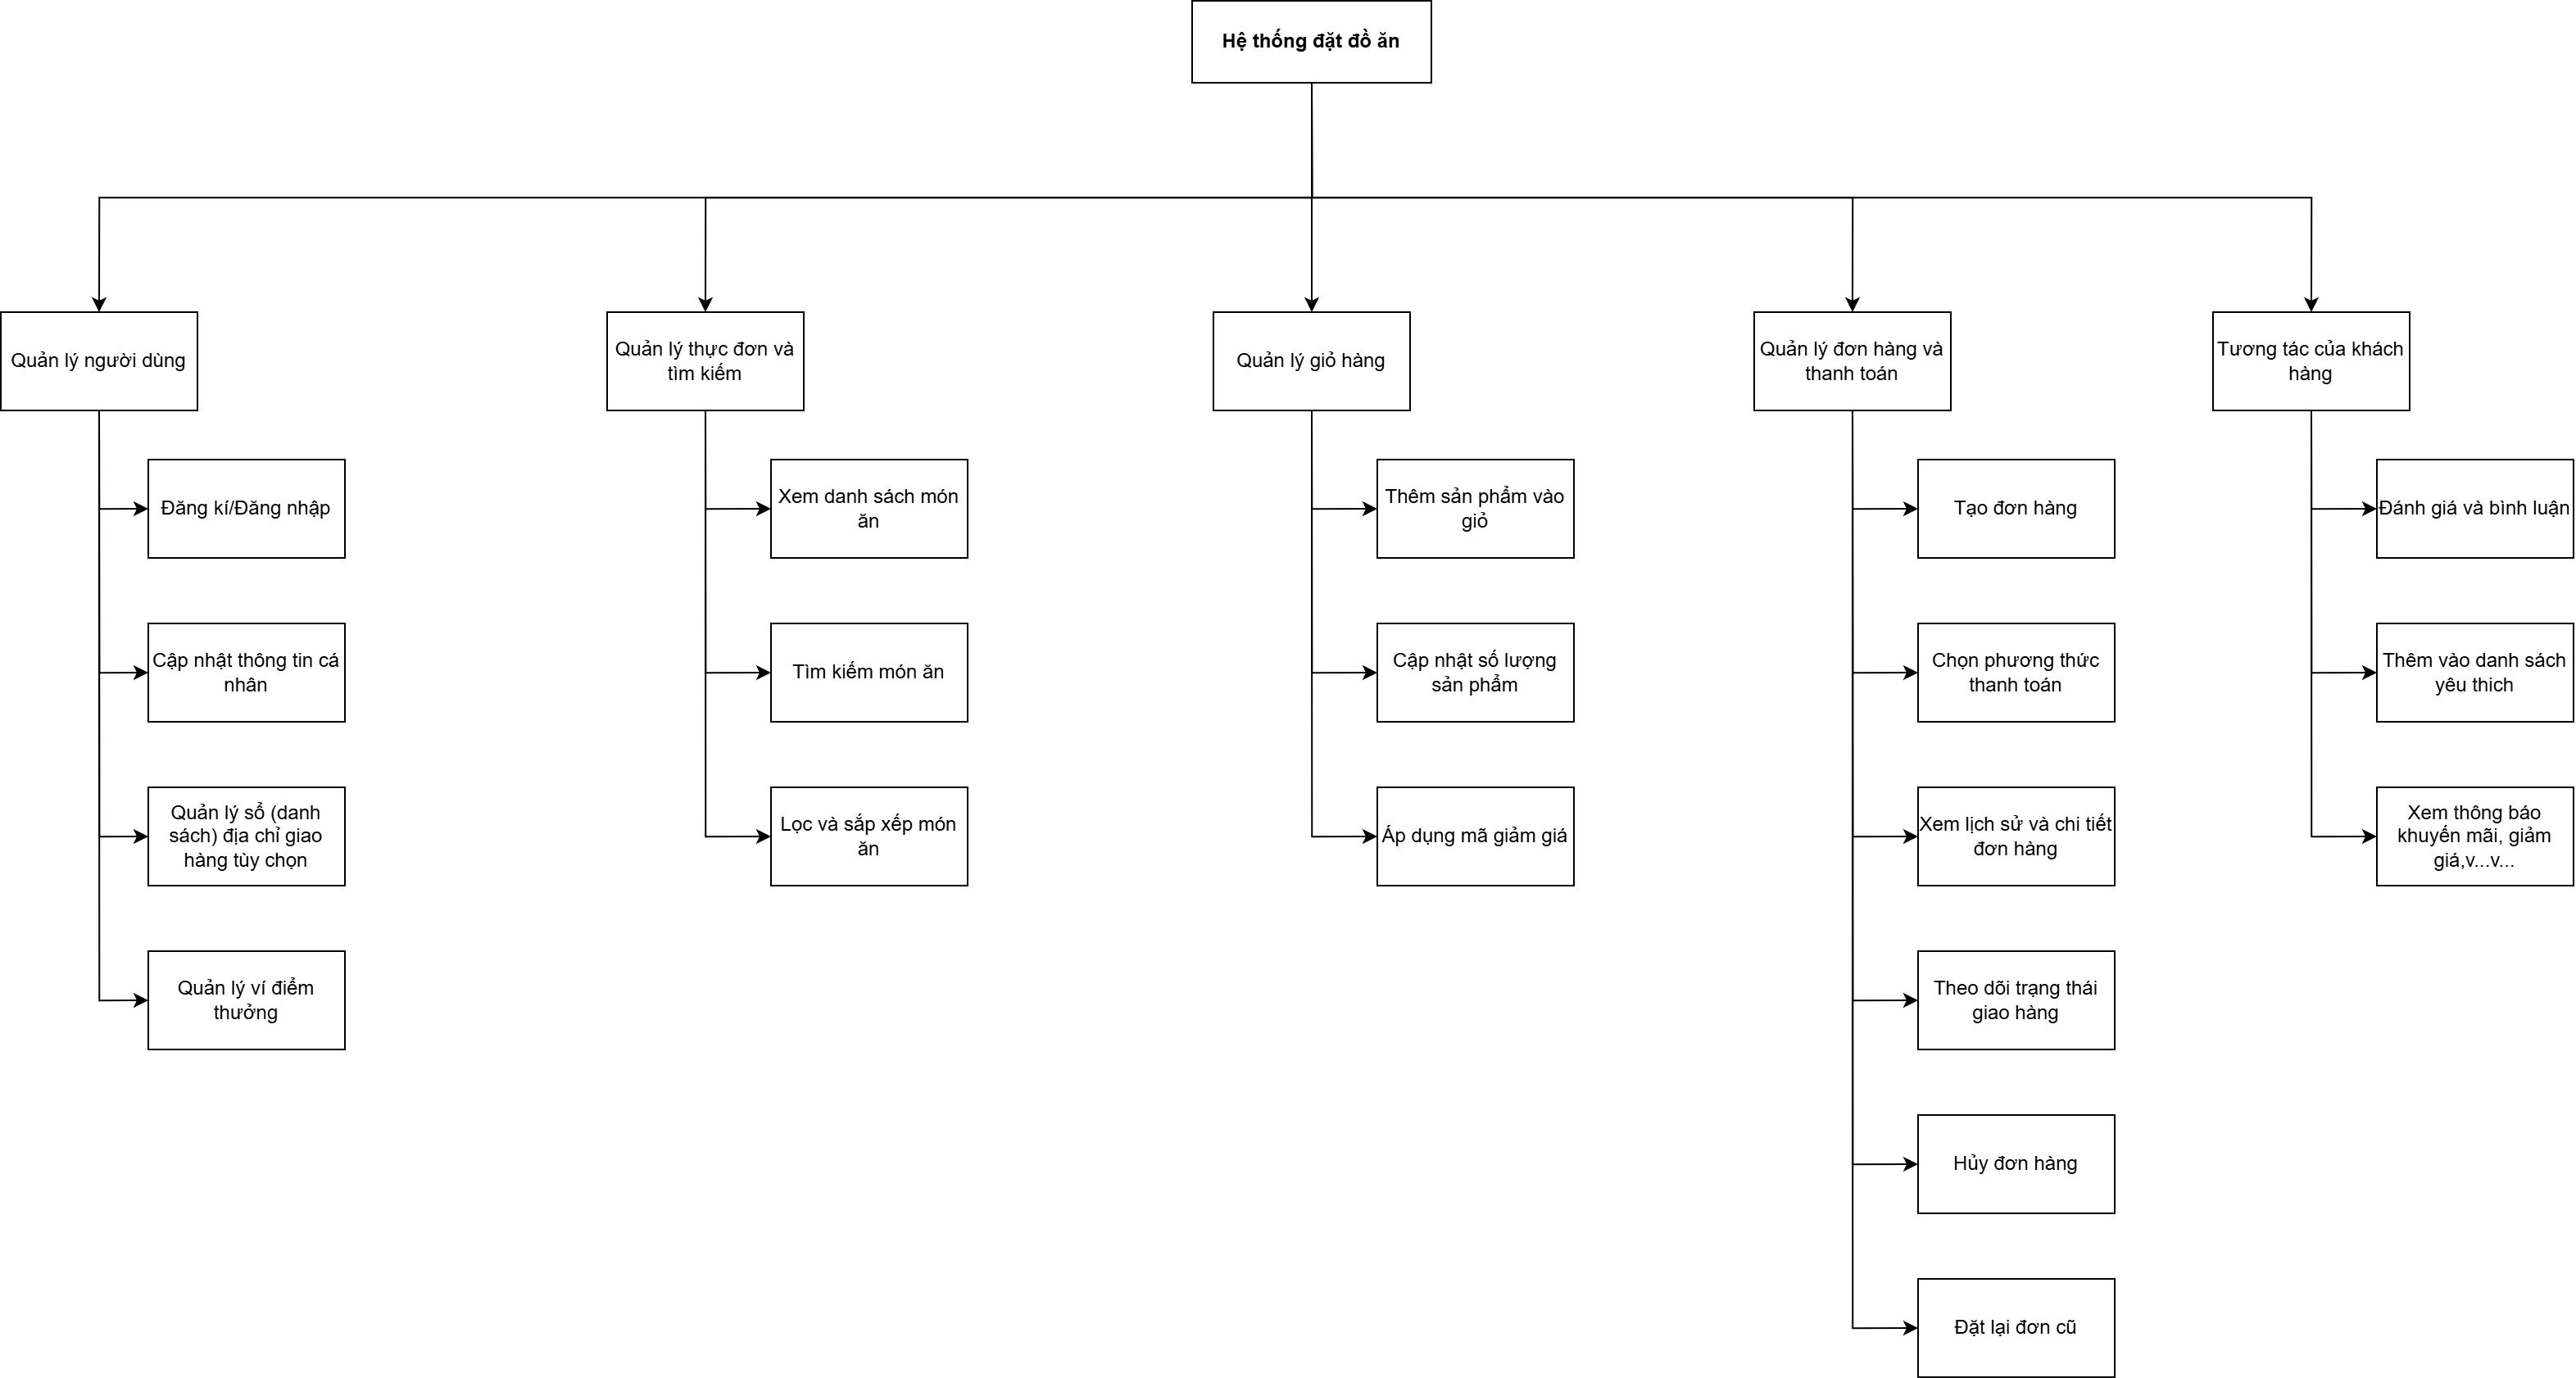 Hệ thống đặt đồ ăn
Quản lý người dùng
Quản lý thực đơn và
tìm kiếm
Quản lý giỏ hàng
Quản lý đơn hàng và
thanh toán
Tương tác của khách
hàng
Đăng kí/Đăng nhập
Cập nhật thông tin cá
nhân
Quản lý sổ (danh
sách) địa chỉ giao
hàng tùy chọn
Quản lý ví điểm
thưởng
Xem danh sách món
ăn
Tìm kiếm món ăn
Lọc và sắp xếp món
ăn
Thêm sản phẩm vào
giỏ
Cập nhật số lượng
sản phẩm
Áp dụng mã giảm giá
Tạo đơn hàng
Chọn phương thức
thanh toán
Xem lịch sử và chi tiết
đơn hàng
Theo dõi trạng thái
giao hàng
Hủy đơn hàng
Đặt lại đơn cũ
Đánh giá và bình luận
Thêm vào danh sách
yêu thich
Xem thông báo
khuyến mãi, giảm
giá,v...v...